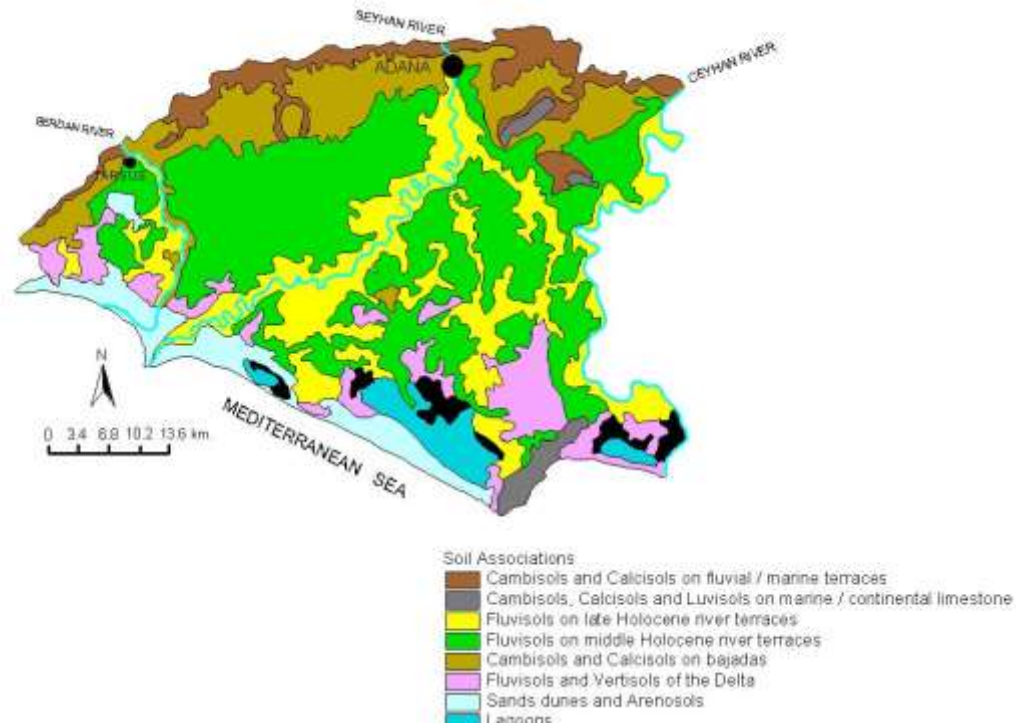 SEYHAN RIVER
ADANA
CEYHAN RIVER
BERDAN RIVER
TARSUS
N
0 3.4 6.8 10.2 13.6 km.
MEDITERRANEAN SEA
Soil Associations
Cambisols and Calcisols on fluvial / marine terraces
Cambisols, Calcisols and Luvisols on marine / continental limestone
Fluvisols on late Holocene river terraces
Fluvisols on middle Holocene river terraces
Cambisols and Calcisols on bajadas
Fluvisols and Vertisols of the Delta
Sands dunes and Arenosols
Lagoons